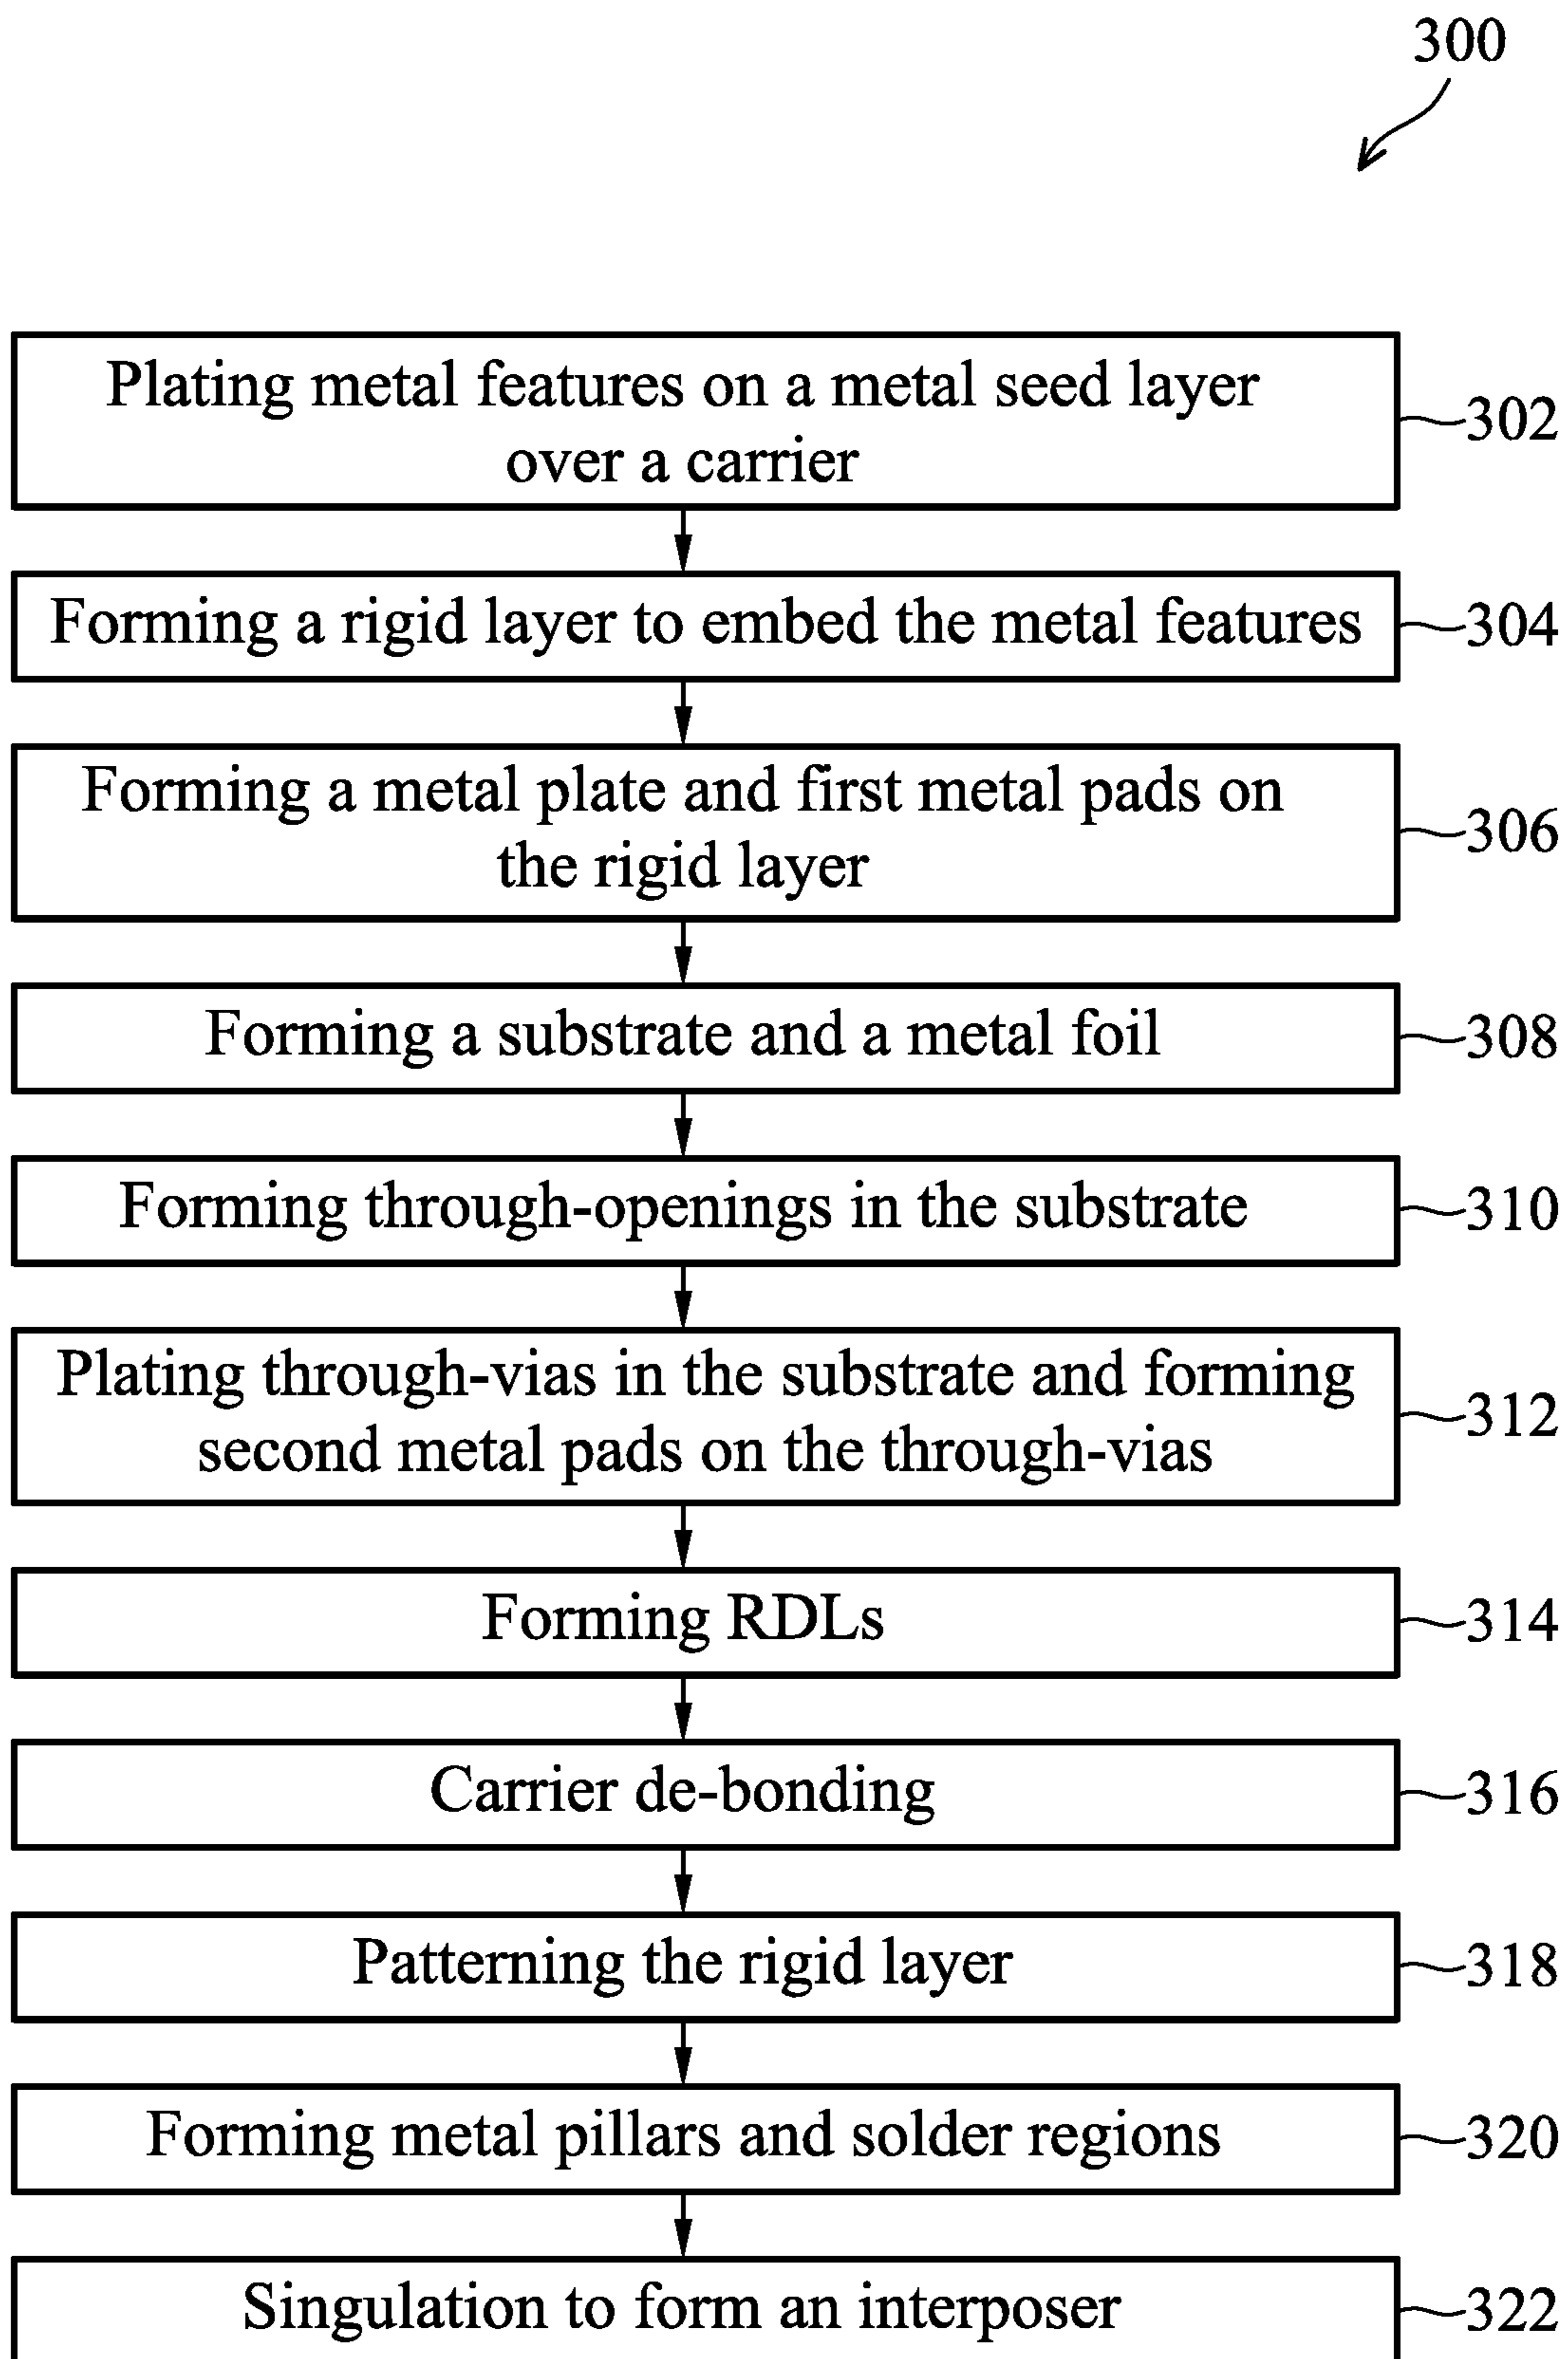 300
Plating metal features on a metal seed layer
over a carrier
302
Forming a rigid layer to embed the metal features
304
Forming a metal plate and first metal pads on
the rigid layer
306
Forming a substrate and a metal foil
308
Forming through-openings in the substrate
310
Plating through-vias in the substrate and forming
second metal pads on the through-vias
312
Forming RDLs
314
Carrier de-bonding
316
Patterning the rigid layer
318
Forming metal pillars and solder regions
320
Singulation to form an interposer
322